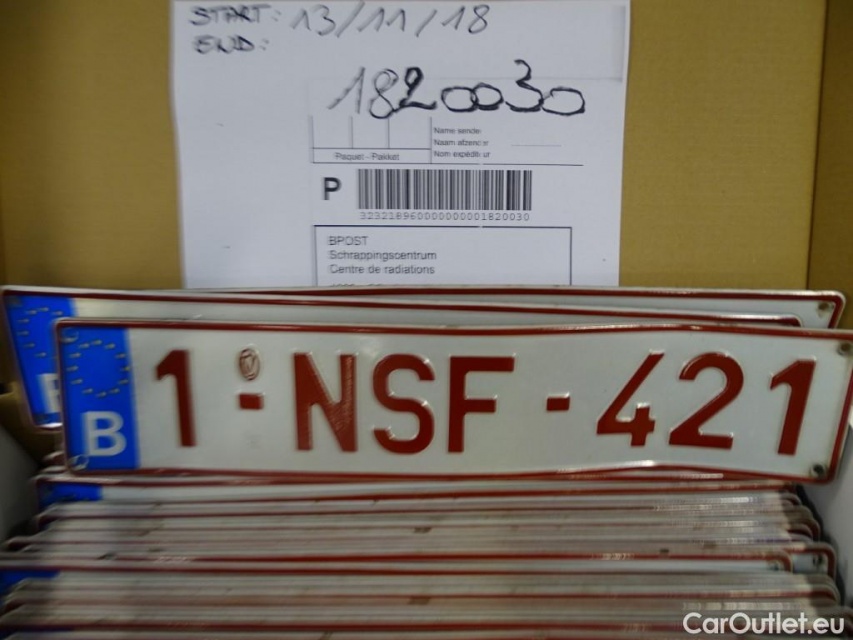 START: 13/11/18
END:
1820030
Name sender
Naam afzender
Paquet - Pakket
Nom expéditeur
P
323218960000000001820030
BPOST
Schrappingscentrum
Centre de radiations
B
1-NSF-421
CarOutlet.eu